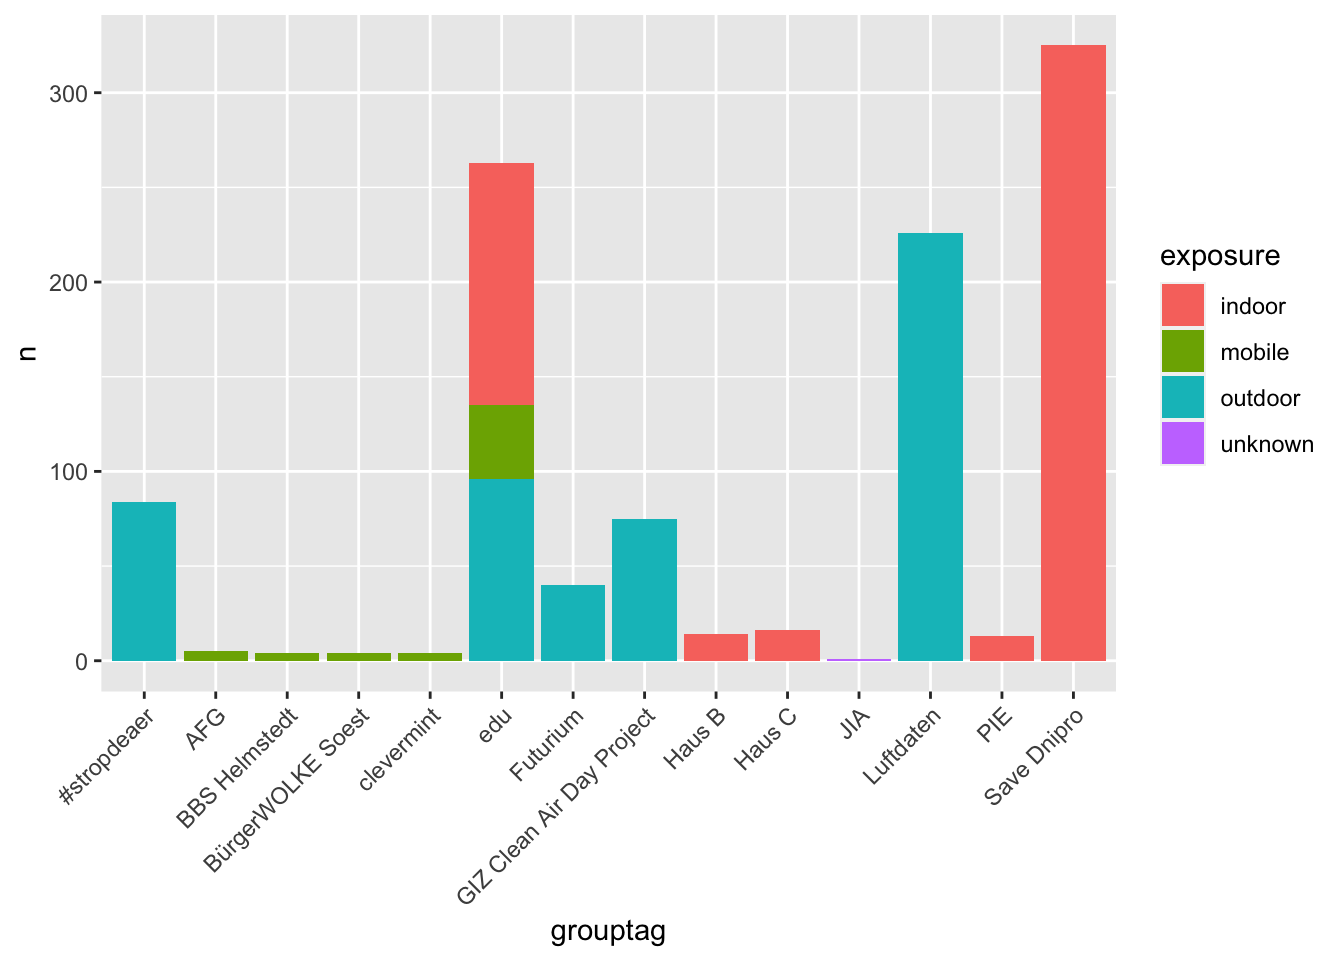 300
200
100
0
n
#stropdeaer
AFG
BBS Helmstedt
BürgerWOLKE Soest
clevermint
edu
Futurium
GIZ Clean Air Day Project
Haus B
Haus C
JIA
Luftdaten
PIE
Save Dnipro
grouptag
exposure
indoor
mobile
outdoor
unknown